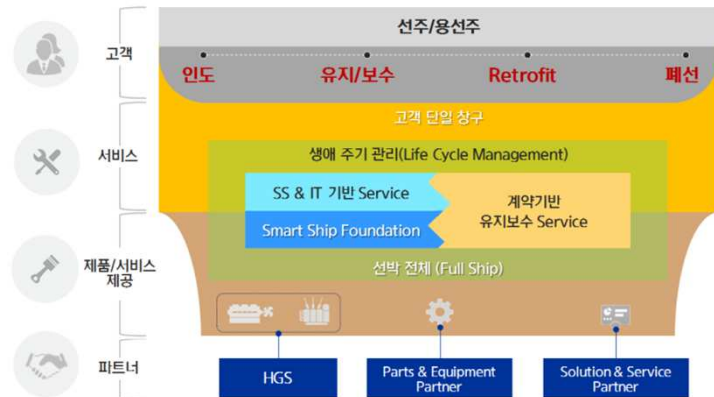 고객
선주/용선주
인도 유지/보수 Retrofit 폐선
서비스
고객 단일 창구
생애 주기 관리(Life Cycle Management)
SS & IT 기반 Service
Smart Ship Foundation
계약기반
유지보수 Service
제품/서비스
제공
선박 전체 (Full Ship)
파트너
HGS
Parts & Equipment
Partner
Solution & Service
Partner